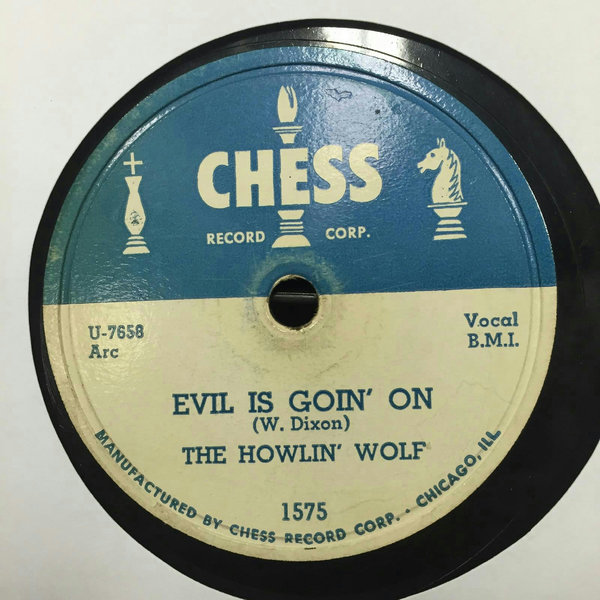 CHESS
RECORD CORP.
U-7658
Arc
Vocal
B.M.I.
EVIL IS GOIN' ON
(W. Dixon)
THE HOWLIN' WOLF
1575
MANUFACTURED BY CHESS RECORD CORP. · CHICAGO, ILL